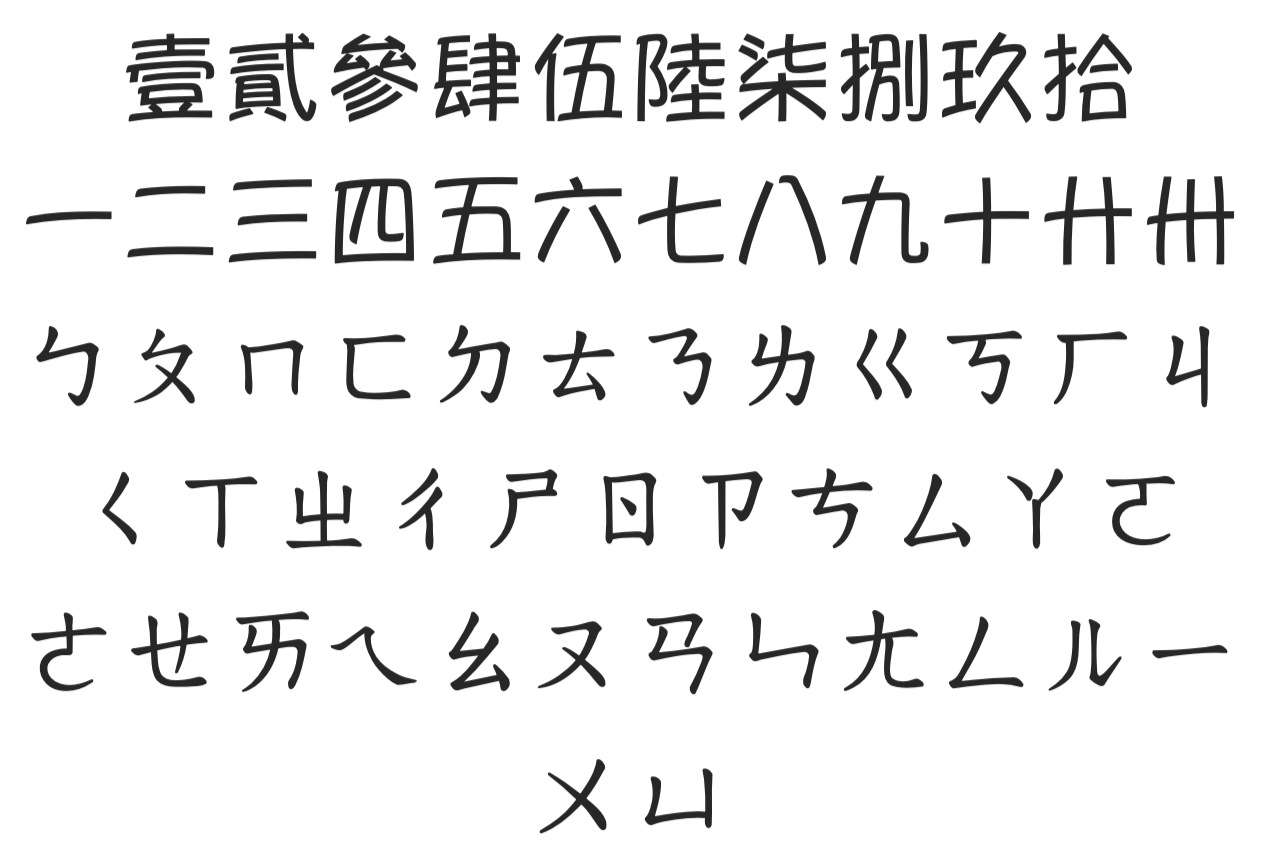 壹貳參肆伍陸柒捌玖拾
一二三四五六七八九十廿卅
ㄅㄆㄇㄈㄉㄊㄋㄌㄍㄎㄏㄐ
ㄑㄒㄓㄔㄕㄖㄗㄘㄙㄚㄛ
ㄜㄝㄞㄟㄠㄡㄢㄣㄤㄥㄦㄧ
ㄨㄩ